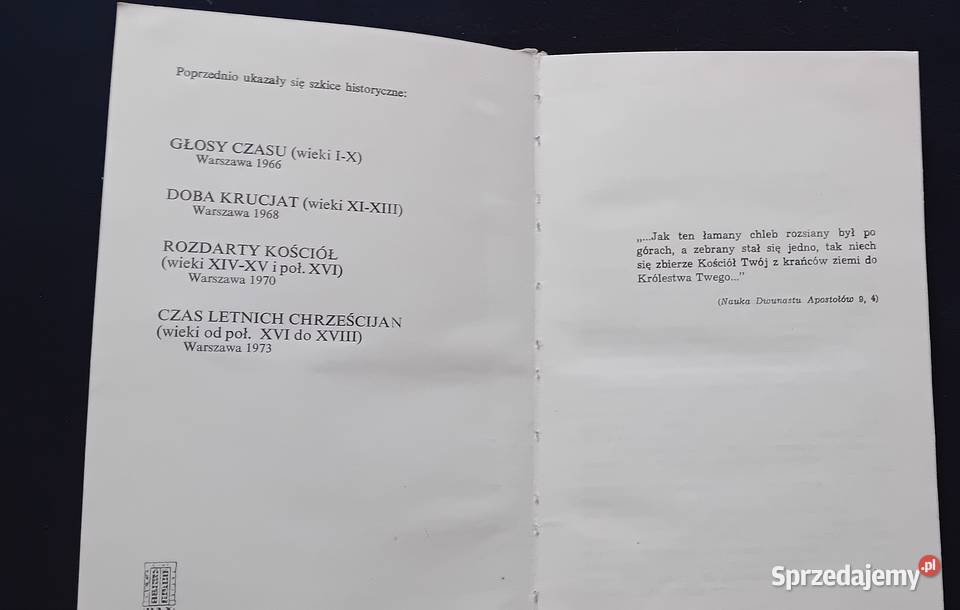 Poprzednio ukazały się szkice historyczne:
GŁOSY CZASU (wieki I-X)
Warszawa 1966
DOBA KRUCJAT (wieki XI-XIII)
Warszawa 1968
ROZDARTY KOŚCIÓŁ
(wieki XIV-XV i poł. XVI)
Warszawa 1970
CZAS LETNICH CHRZEŚCIJAN
(wieki od poł. XVI do XVIII)
Warszawa 1973
„...Jak ten łamany chleb rozsiany był po
górach, a zebrany stał się jedno, tak niech
się zbierze Kościół Twój z krańców ziemi do
Królestwa Twego..."
(Nauka Dwunastu Apostołów 9, 4)
Sprzedajemy.pl